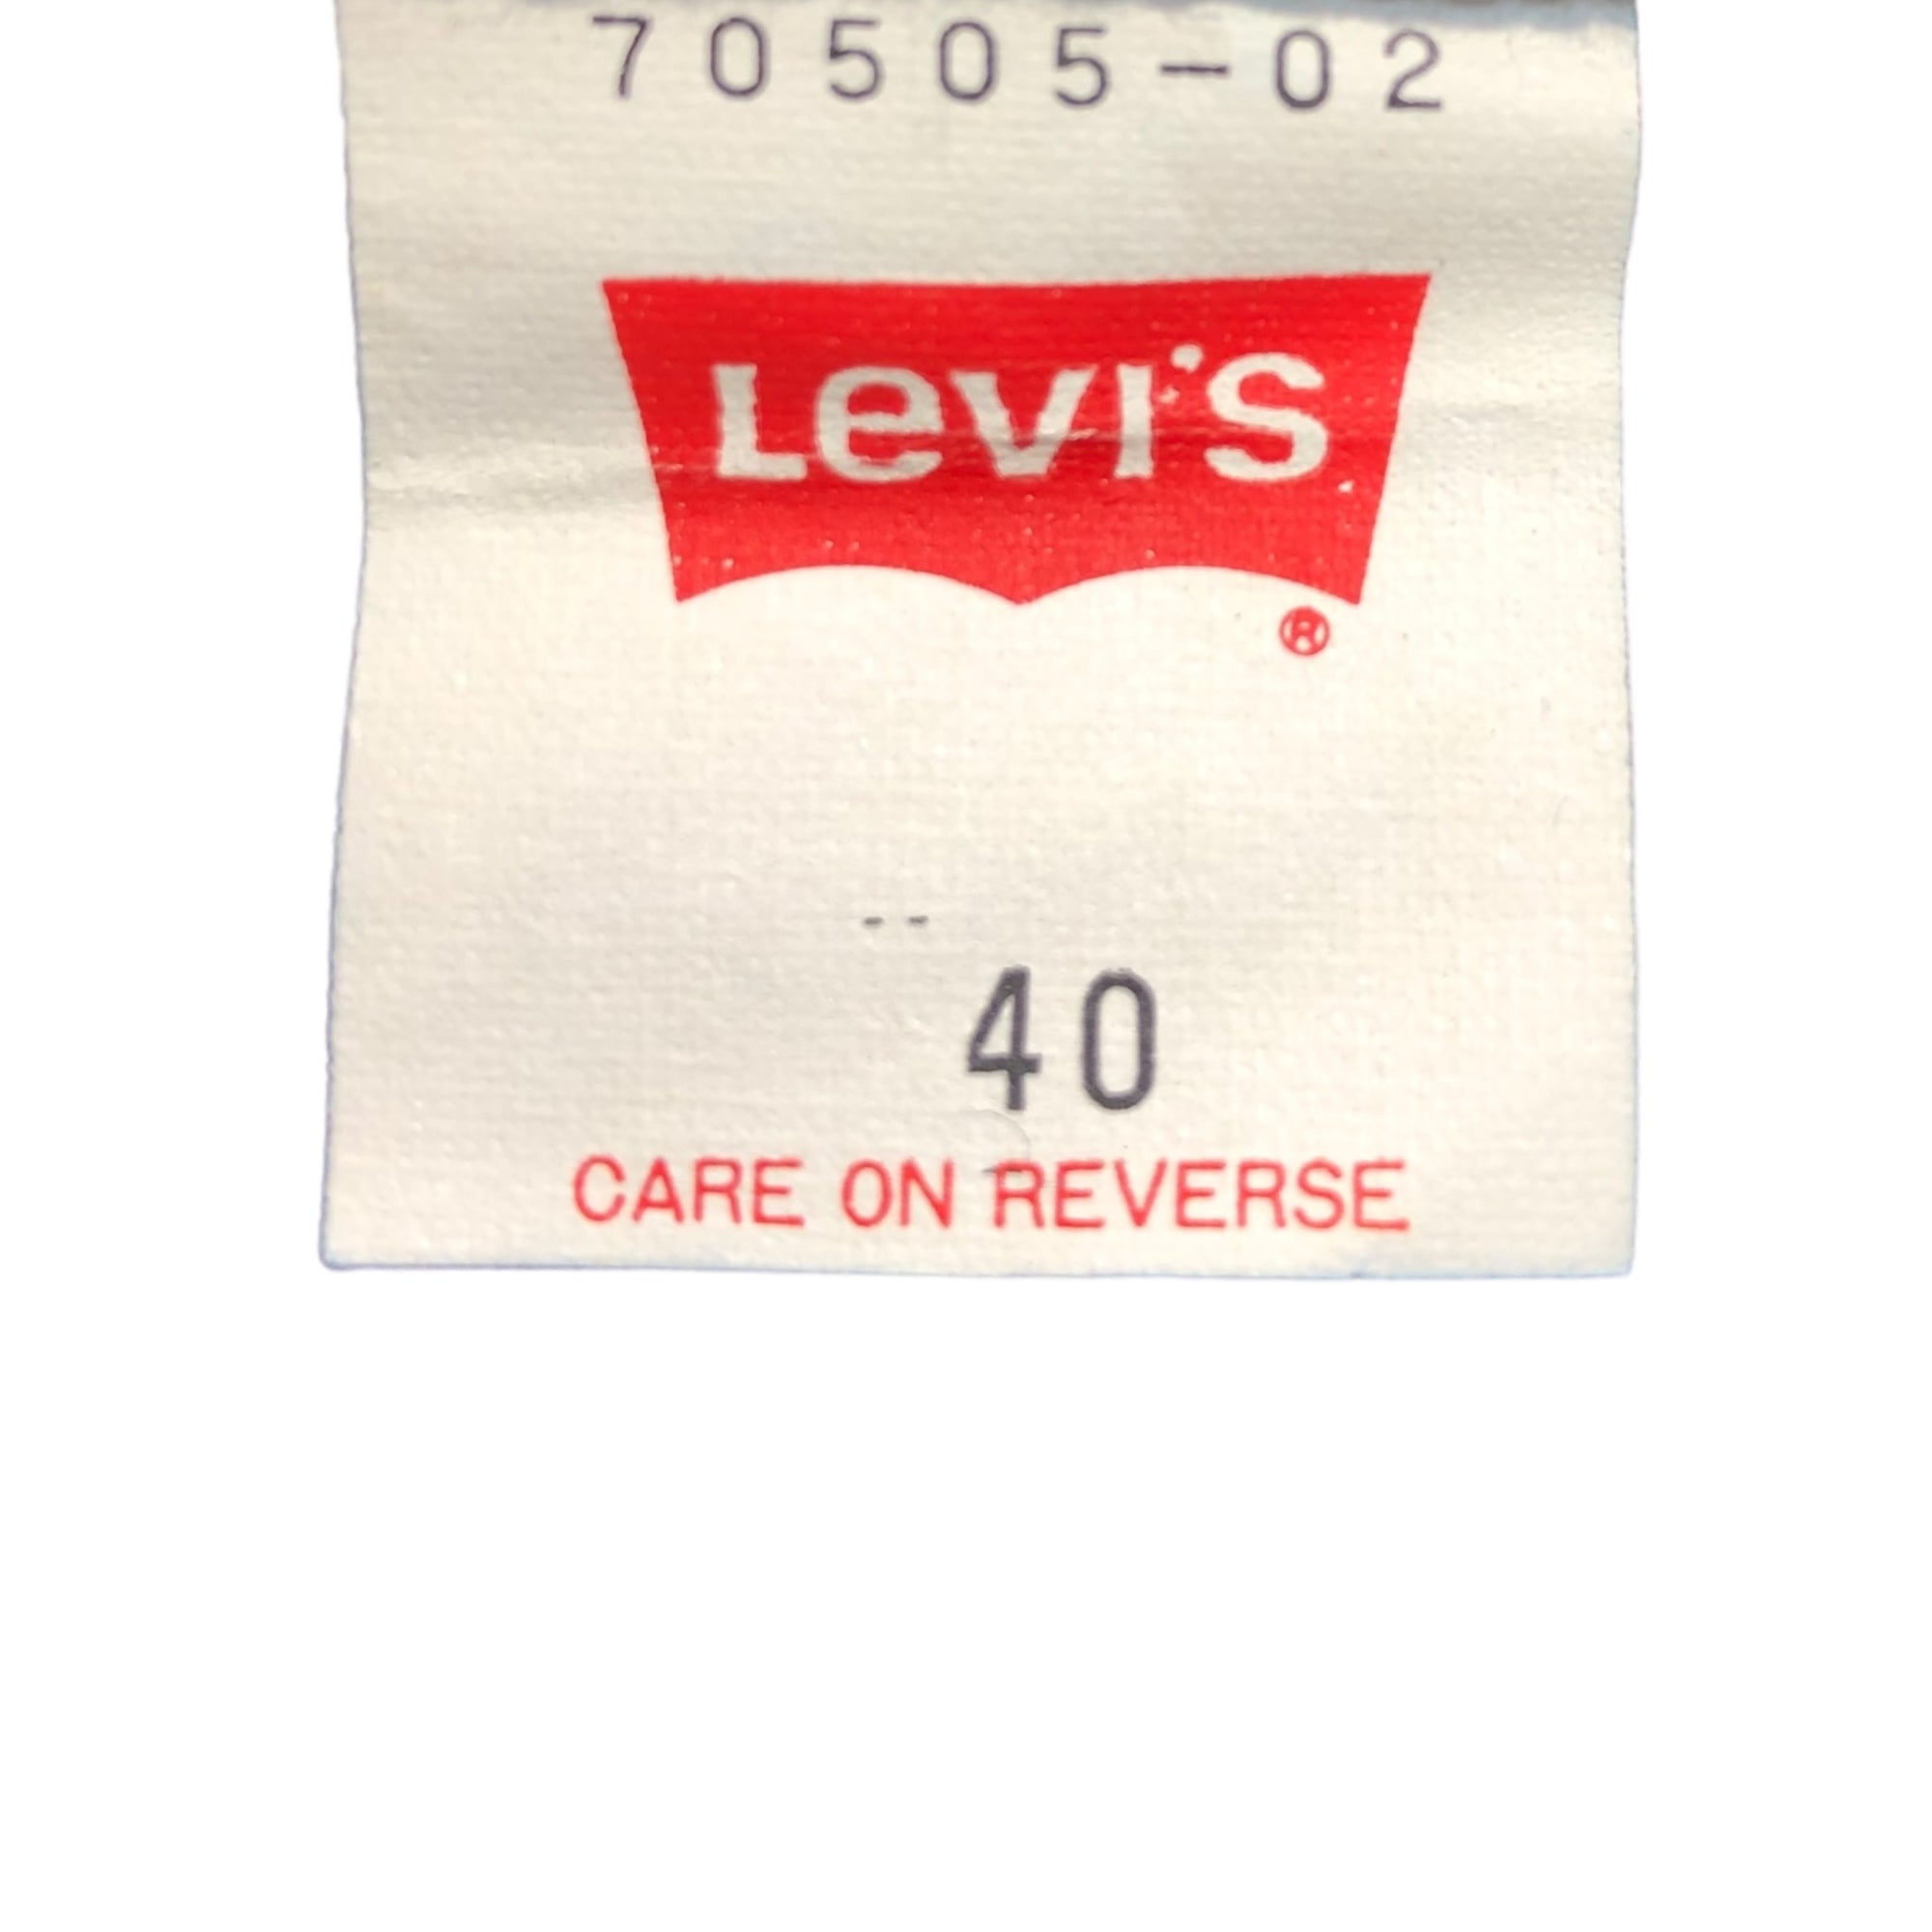 70505-02
Levi's
®
--
40
CARE ON REVERSE